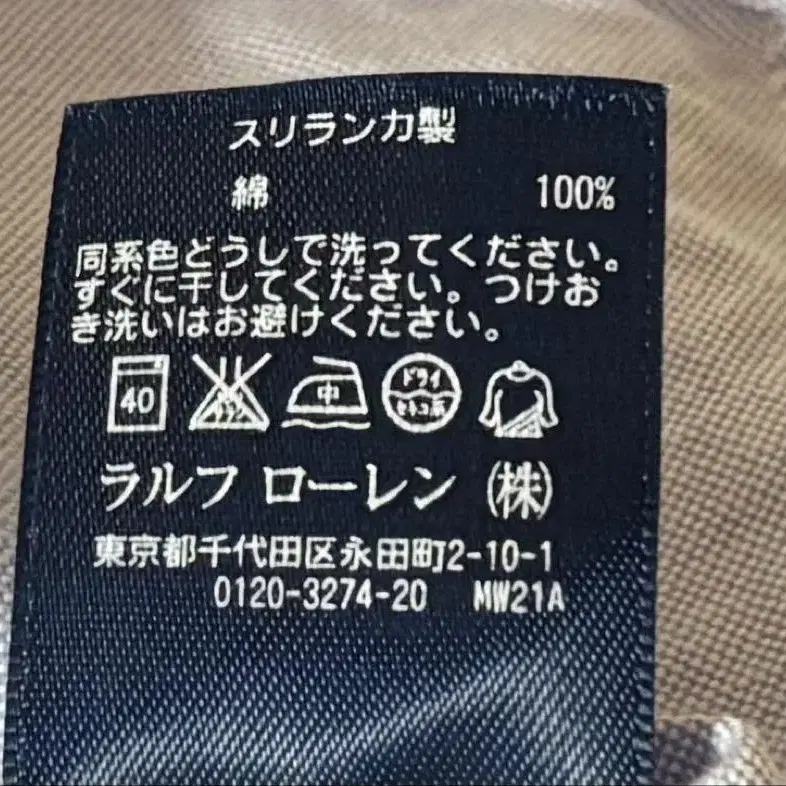 スリランカ製
綿 100%
同系色どうしで洗ってください。
すぐに干してください。つけお
き洗いはお避けください。
40 中 ドライ セキユ系
ラルフ ローレン (株)
東京都千代田区永田町2-10-1
0120-3274-20 MW21A